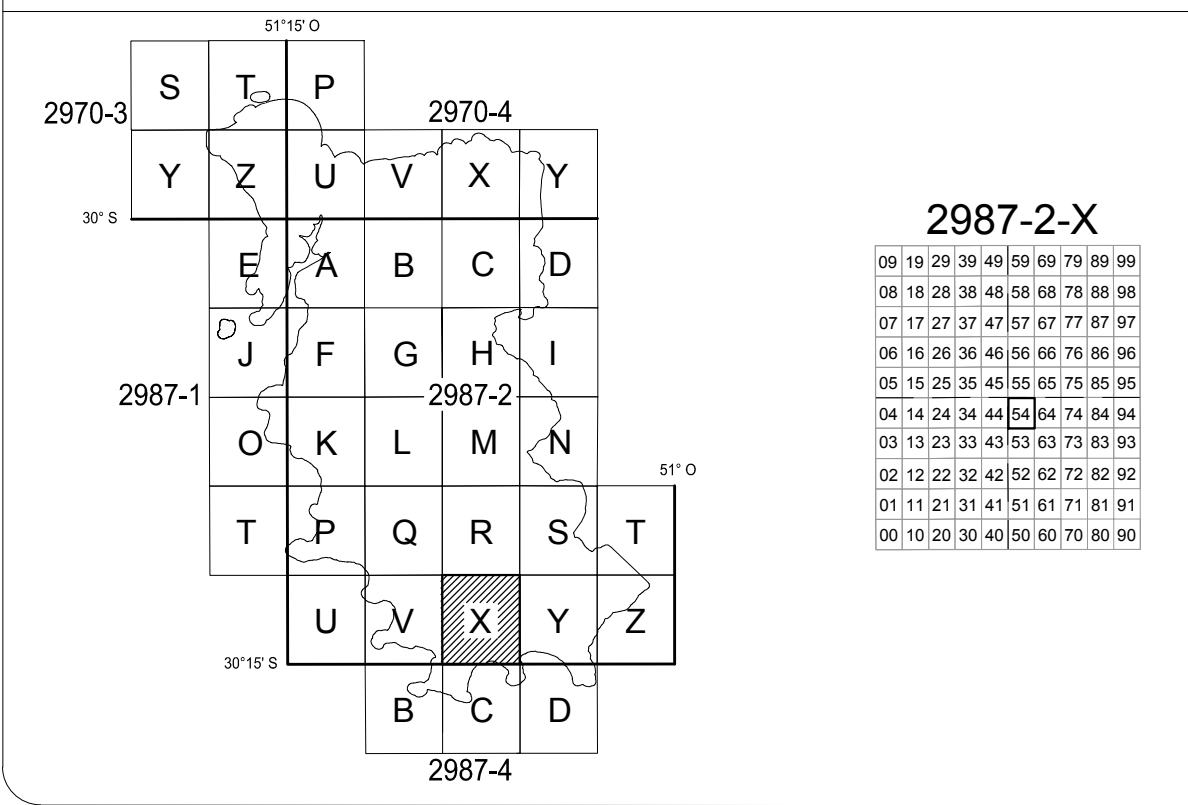 51°15' O
S T P
2970-3 2970-4
Y Z U V X Y
30° S
E A B C D
J F G H I
2987-1 2987-2
O K L M N
51° O
T P Q R S T
U V X Y Z
30°15' S
B C D
2987-4
2987-2-X
09 19 29 39 49 59 69 79 89 99
08 18 28 38 48 58 68 78 88 98
07 17 27 37 47 57 67 77 87 97
06 16 26 36 46 56 66 76 86 96
05 15 25 35 45 55 65 75 85 95
04 14 24 34 44 54 64 74 84 94
03 13 23 33 43 53 63 73 83 93
02 12 22 32 42 52 62 72 82 92
01 11 21 31 41 51 61 71 81 91
00 10 20 30 40 50 60 70 80 90